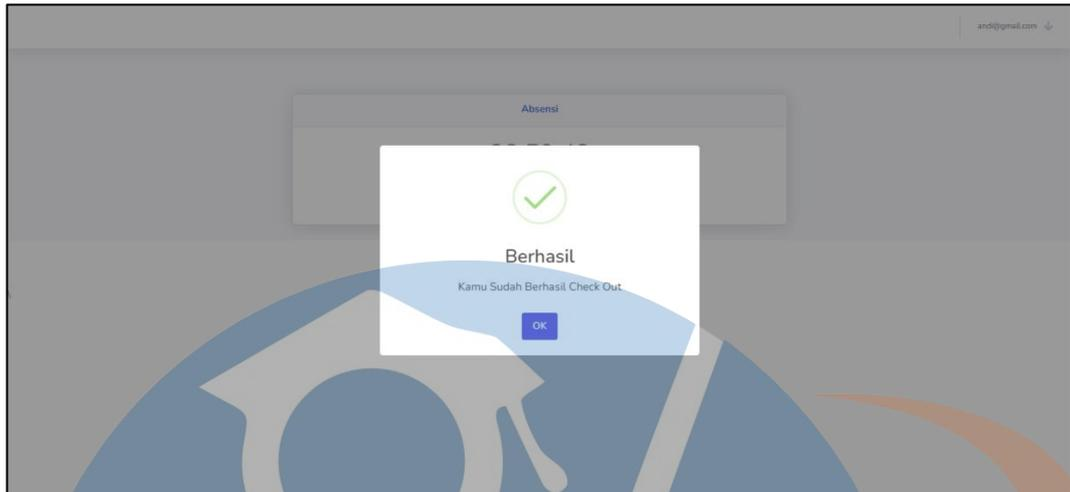 andi@gmail.com
Absensi
Berhasil
Kamu Sudah Berhasil Check Out
OK